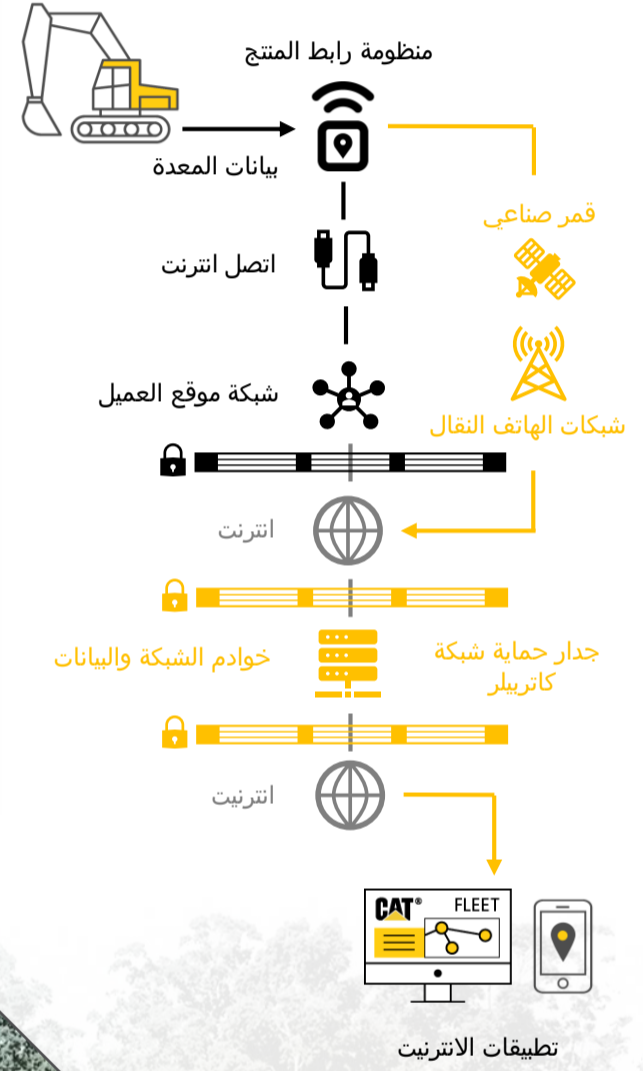 منظومة رابط المنتج
بيانات المعدة
قمر صناعي
اتصل انترنت
شبكة موقع العميل
شبكات الهاتف النقال
انترنت
جدار حماية شبكة
كاتربيلر
خوادم الشبكة والبيانات
انترنيت
CAT®
FLEET
تطبيقات الانترنيت